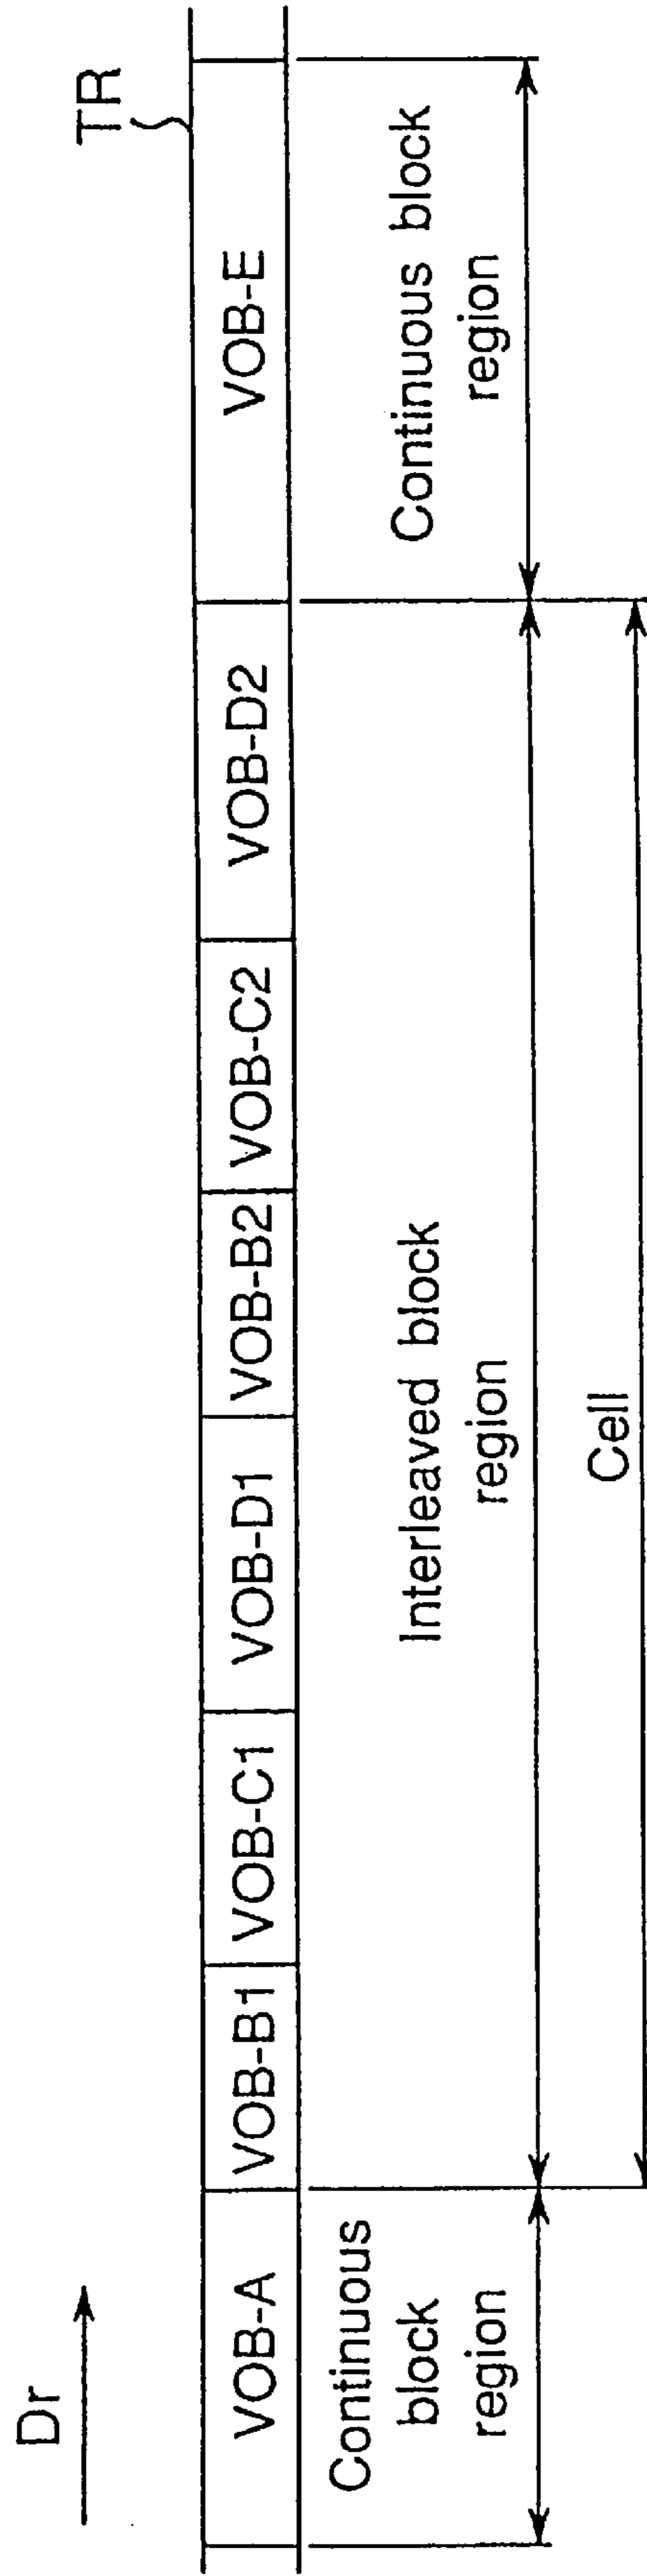 Dr
TR
VOB-A
VOB-B1
VOB-C1
VOB-D1
VOB-B2
VOB-C2
VOB-D2
VOB-E
Continuous
block
region
Interleaved block
region
Continuous block
region
Cell